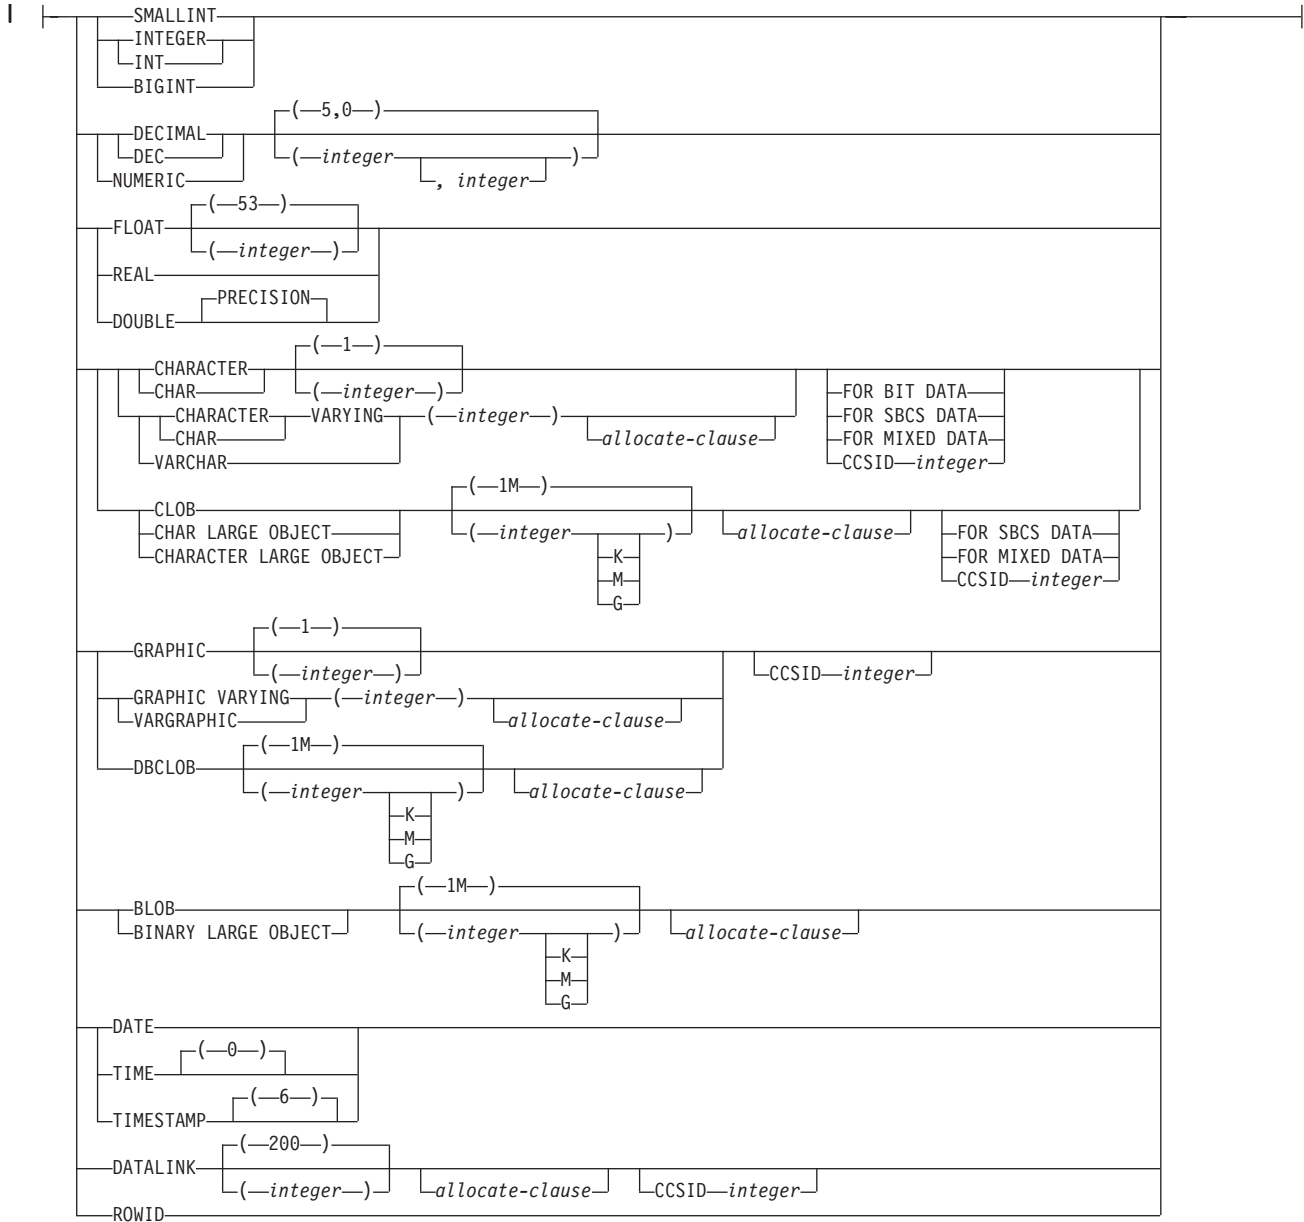 SMALLINT
INTEGER
INT
BIGINT
( 5,0 )
DECIMAL
DEC ( integer )
NUMERIC , integer
( 53 )
FLOAT
( integer )
REAL
PRECISION
DOUBLE
( 1 )
CHARACTER
CHAR ( integer ) FOR BIT DATA
CHARACTER VARYING ( integer ) FOR SBCS DATA
CHAR allocate-clause FOR MIXED DATA
VARCHAR CCSID integer
( 1M )
CLOB
CHAR LARGE OBJECT ( integer ) allocate-clause FOR SBCS DATA
CHARACTER LARGE OBJECT K FOR MIXED DATA
M CCSID integer
G
( 1 )
GRAPHIC
( integer ) CCSID integer
GRAPHIC VARYING ( integer )
VARGRAPHIC allocate-clause
( 1M )
DBCLOB
( integer ) allocate-clause
K
M
G
( 1M )
BLOB
BINARY LARGE OBJECT ( integer ) allocate-clause
K
M
G
DATE
( 0 )
TIME
( 6 )
TIMESTAMP
( 200 )
DATALINK
( integer ) allocate-clause CCSID integer
ROWID